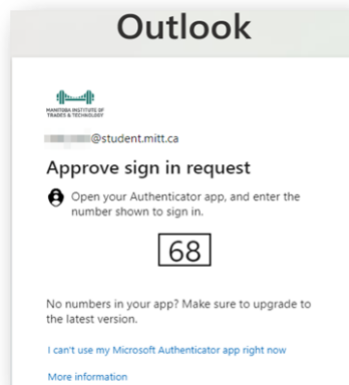 Outlook
MANITOBA INSTITUTE OF
TRADES & TECHNOLOGY
@student.mitt.ca
Approve sign in request
Open your Authenticator app, and enter the
number shown to sign in.
68
No numbers in your app? Make sure to upgrade to
the latest version.
I can't use my Microsoft Authenticator app right now
More information